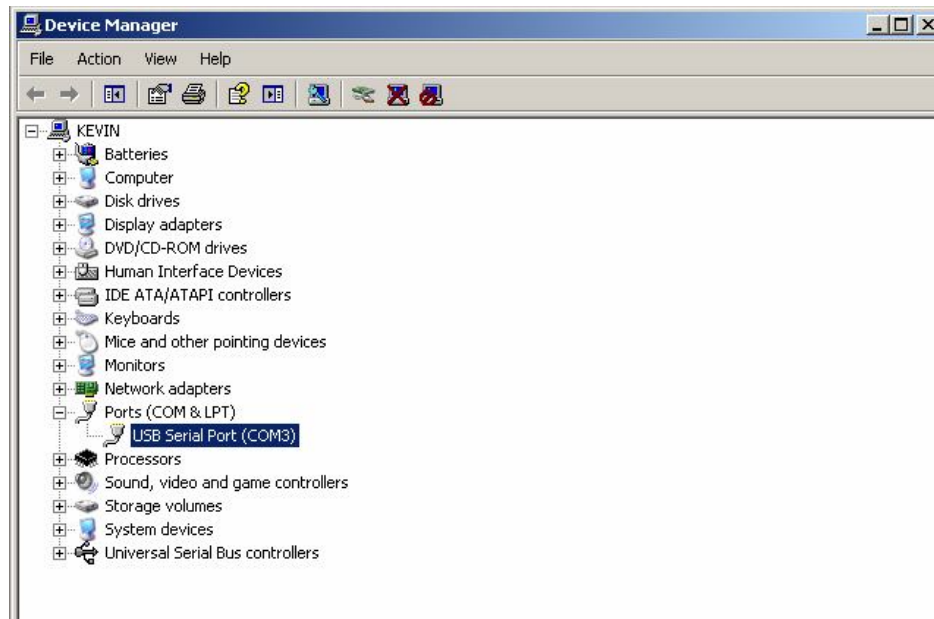 Device Manager
File Action View Help
KEVIN
Batteries
Computer
Disk drives
Display adapters
DVD/CD-ROM drives
Human Interface Devices
IDE ATA/ATAPI controllers
Keyboards
Mice and other pointing devices
Monitors
Network adapters
Ports (COM & LPT)
USB Serial Port (COM3)
Processors
Sound, video and game controllers
Storage volumes
System devices
Universal Serial Bus controllers